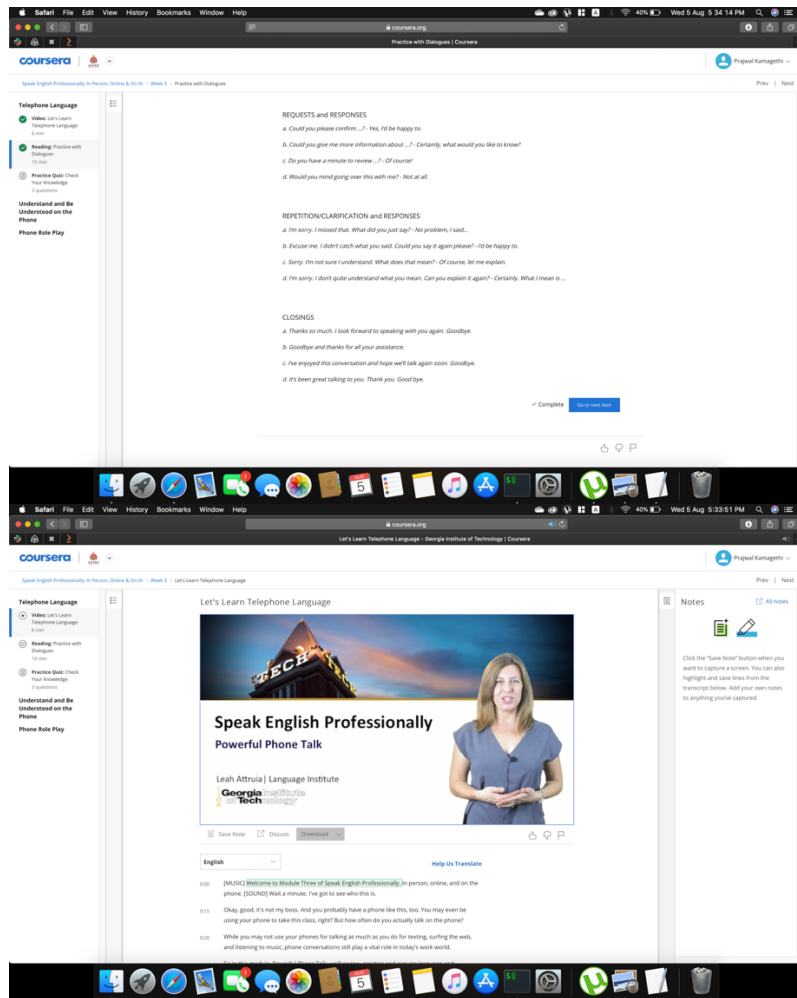 Safari File Edit View History Bookmarks Window Help 40% Wed 5 Aug 5 34 14 PM
coursera.org
Practice with Dialogues | Coursera
coursera Prajwal Kamagethi
Speak English Professionally: In Person, Online & On th > Week 3 > Practice with Dialogues Prev | Next
Telephone Language
Video: Let's Learn
Telephone Language
6 min
Reading: Practice with
Dialogues
10 min
Practice Quiz: Check
Your Knowledge
3 questions
Understand and Be
Understood on the
Phone
Phone Role Play
REQUESTS and RESPONSES
a. Could you please confirm ...? - Yes, I'd be happy to.
b. Could you give me more information about ...? - Certainly, what would you like to know?
c. Do you have a minute to review ...? - Of course!
d. Would you mind going over this with me? - Not at all.
REPETITION/CLARIFICATION and RESPONSES
a. I'm sorry. I missed that. What did you just say? - No problem, I said...
b. Excuse me. I didn't catch what you said. Could you say it again please? - I'd be happy to.
c. Sorry. I'm not sure I understand. What does that mean? - Of course, let me explain.
d. I'm sorry. I don't quite understand what you mean. Can you explain it again? - Certainly. What I mean is ...
CLOSINGS
a. Thanks so much. I look forward to speaking with you again. Goodbye.
b. Goodbye and thanks for all your assistance.
c. I've enjoyed this conversation and hope we'll talk again soon. Goodbye.
d. It's been great talking to you. Thank you. Good bye.
Complete Go to next item
Safari File Edit View History Bookmarks Window Help 40% Wed 5 Aug 5:33:51 PM
coursera.org
Let's Learn Telephone Language - Georgia Institute of Technology | Coursera
coursera Prajwal Kamagethi
Speak English Professionally: In Person, Online & On th > Week 3 > Let's Learn Telephone Language Prev | Next
Telephone Language
Video: Let's Learn
Telephone Language
6 min
Reading: Practice with
Dialogues
10 min
Practice Quiz: Check
Your Knowledge
3 questions
Understand and Be
Understood on the
Phone
Phone Role Play
Let's Learn Telephone Language
TECH
Speak English Professionally
Powerful Phone Talk
Leah Attruia| Language Institute
Georgia Institute
of Technology
Save Note Discuss Download
English Help Us Translate
0:00 [MUSIC] Welcome to Module Three of Speak English Professionally, in person, online, and on the
phone. [SOUND] Wait a minute. I've got to see who this is.
0:15 Okay, good, it's not my boss. And you probably have a phone like this, too. You may even be
using your phone to take this class, right? But how often do you actually talk on the phone?
0:28 While you may not use your phones for talking as much as you do for texting, surfing the web,
and listening to music, phone conversations still play a vital role in today's work world.
Notes All notes
Click the "Save Note" button when you
want to capture a screen. You can also
highlight and save lines from the
transcript below. Add your own notes
to anything you've captured.